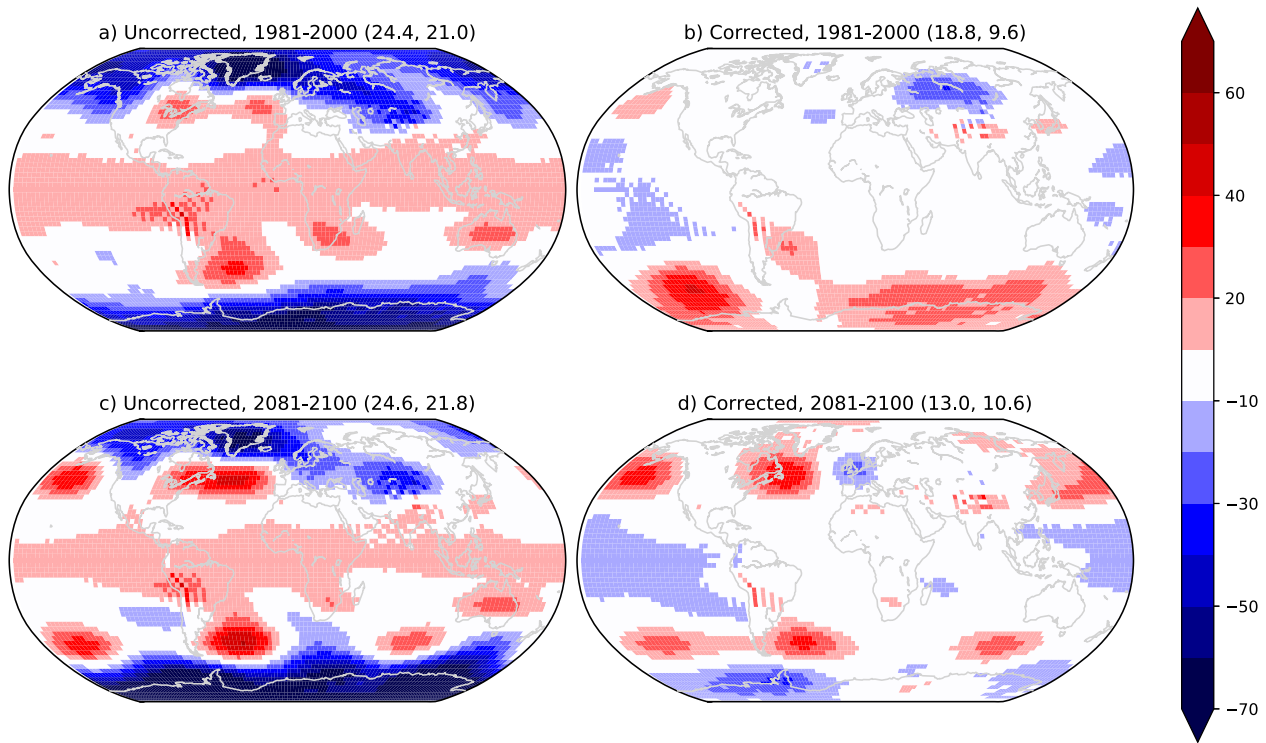 a) Uncorrected, 1981-2000 (24.4, 21.0)
b) Corrected, 1981-2000 (18.8, 9.6)
c) Uncorrected, 2081-2100 (24.6, 21.8)
d) Corrected, 2081-2100 (13.0, 10.6)
60
40
20
−10
−30
−50
−70